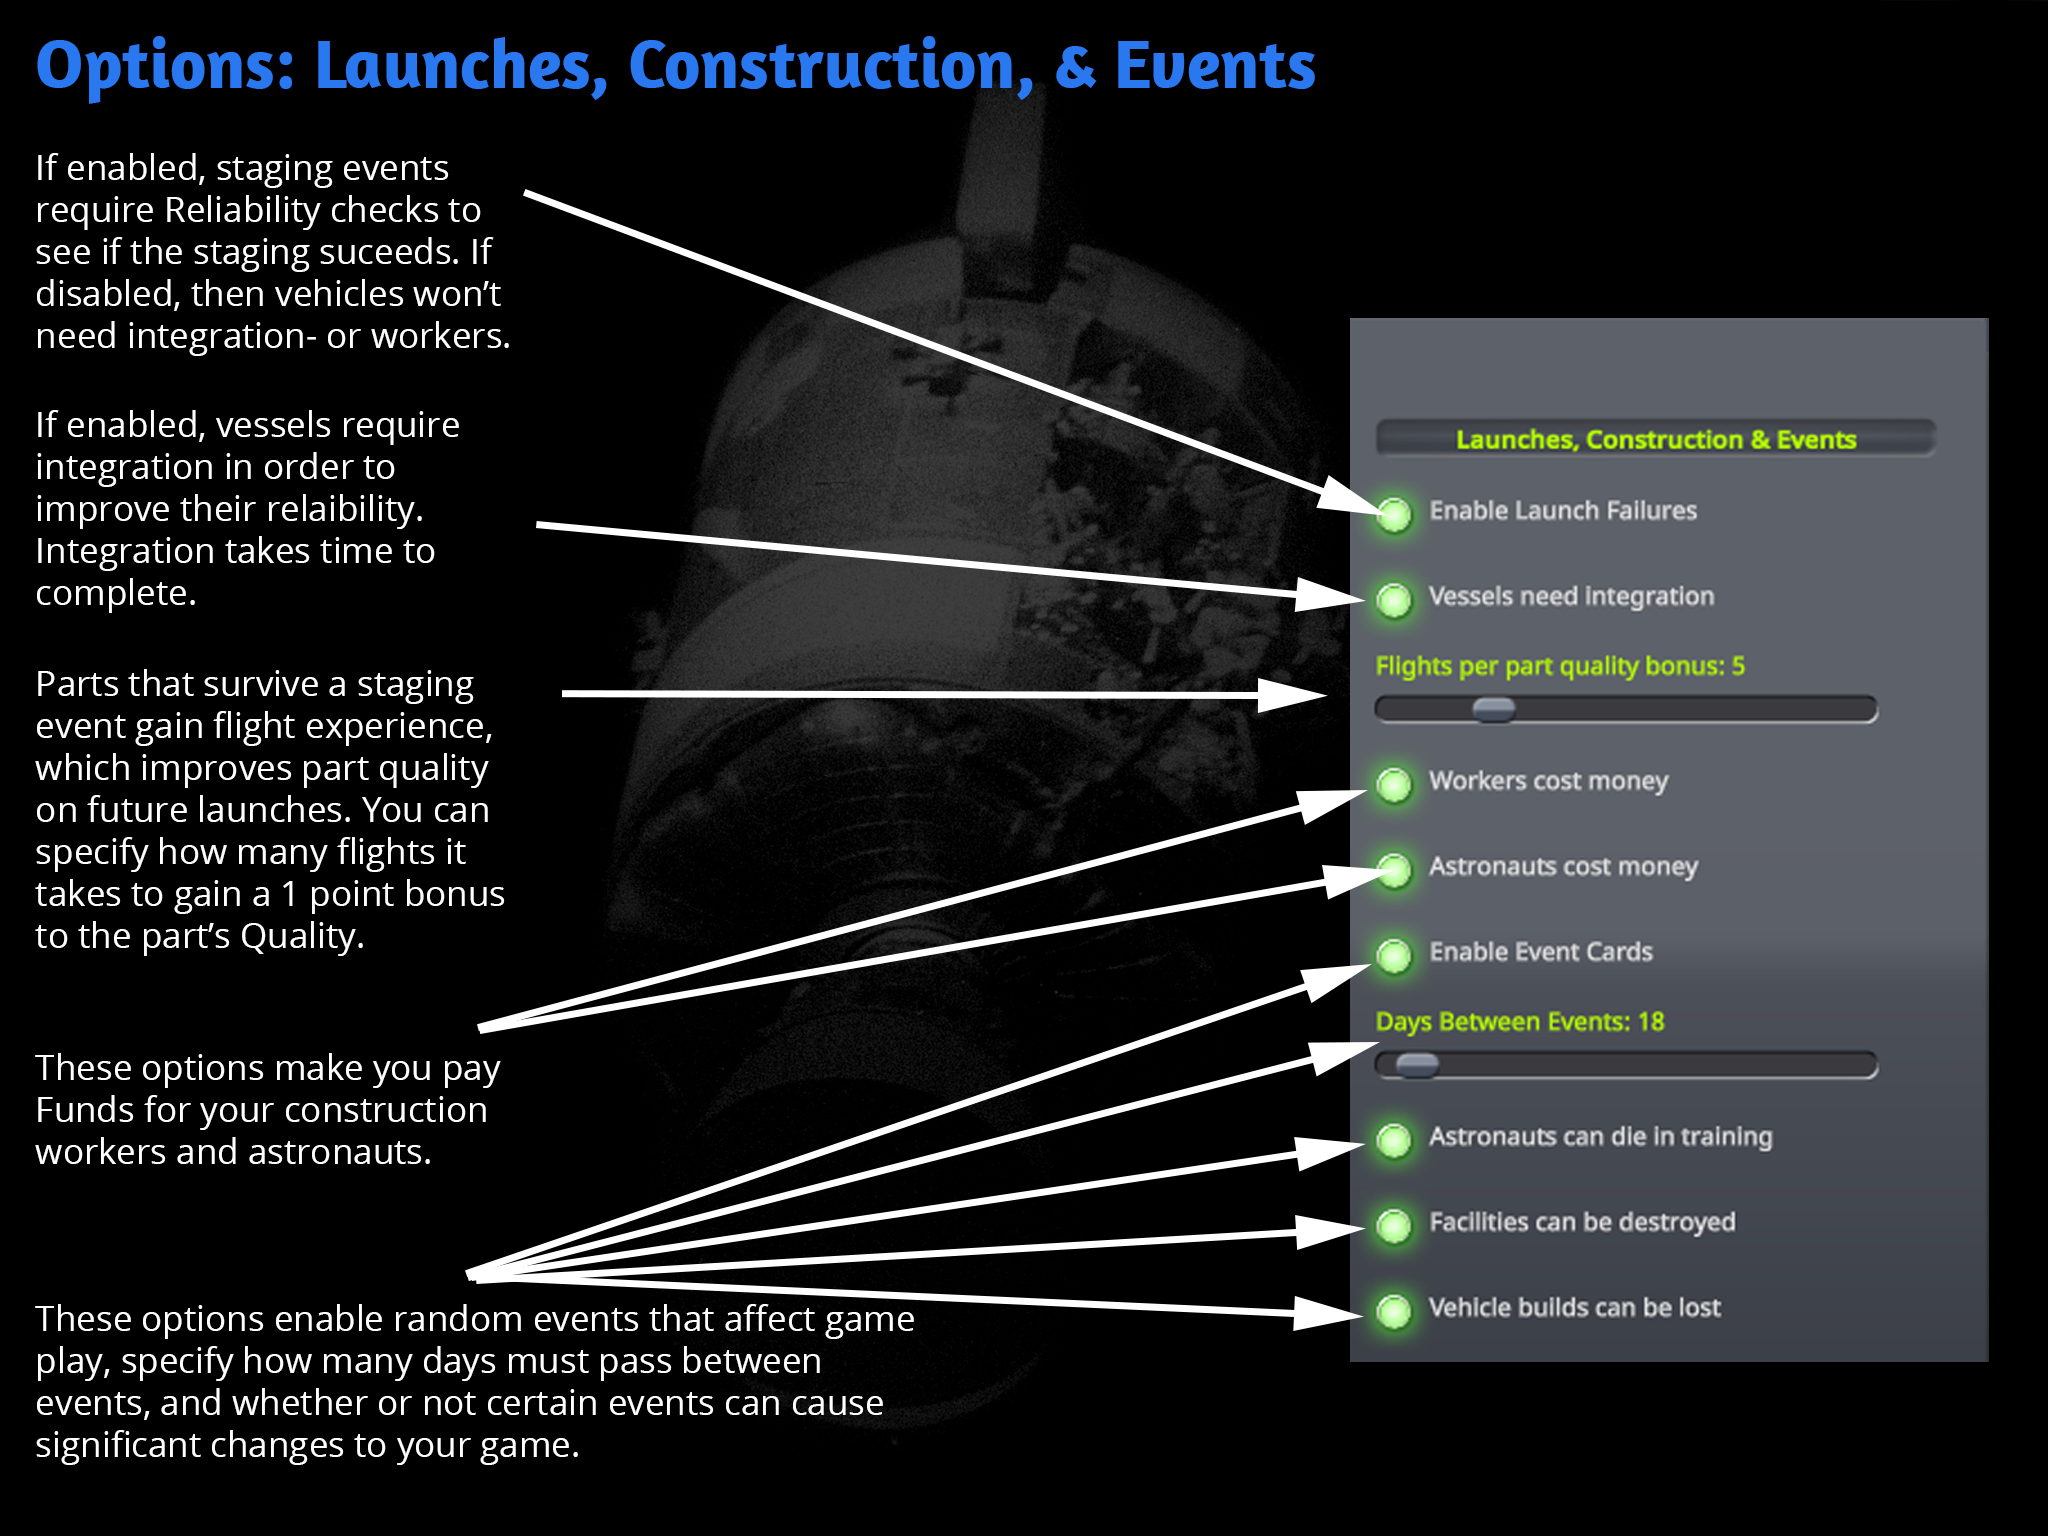 Options: Launches, Construction, & Events
If enabled, staging events
require Reliability checks to
see if the staging suceeds. If
disabled, then vehicles won’t
need integration- or workers.
If enabled, vessels require
integration in order to
improve their relaibility.
Integration takes time to
complete.
Parts that survive a staging
event gain flight experience,
which improves part quality
on future launches. You can
specify how many flights it
takes to gain a 1 point bonus
to the part’s Quality.
These options make you pay
Funds for your construction
workers and astronauts.
These options enable random events that affect game
play, specify how many days must pass between
events, and whether or not certain events can cause
significant changes to your game.
Launches, Construction & Events
Enable Launch Failures
Vessels need integration
Flights per part quality bonus: 5
Workers cost money
Astronauts cost money
Enable Event Cards
Days Between Events: 18
Astronauts can die in training
Facilities can be destroyed
Vehicle builds can be lost